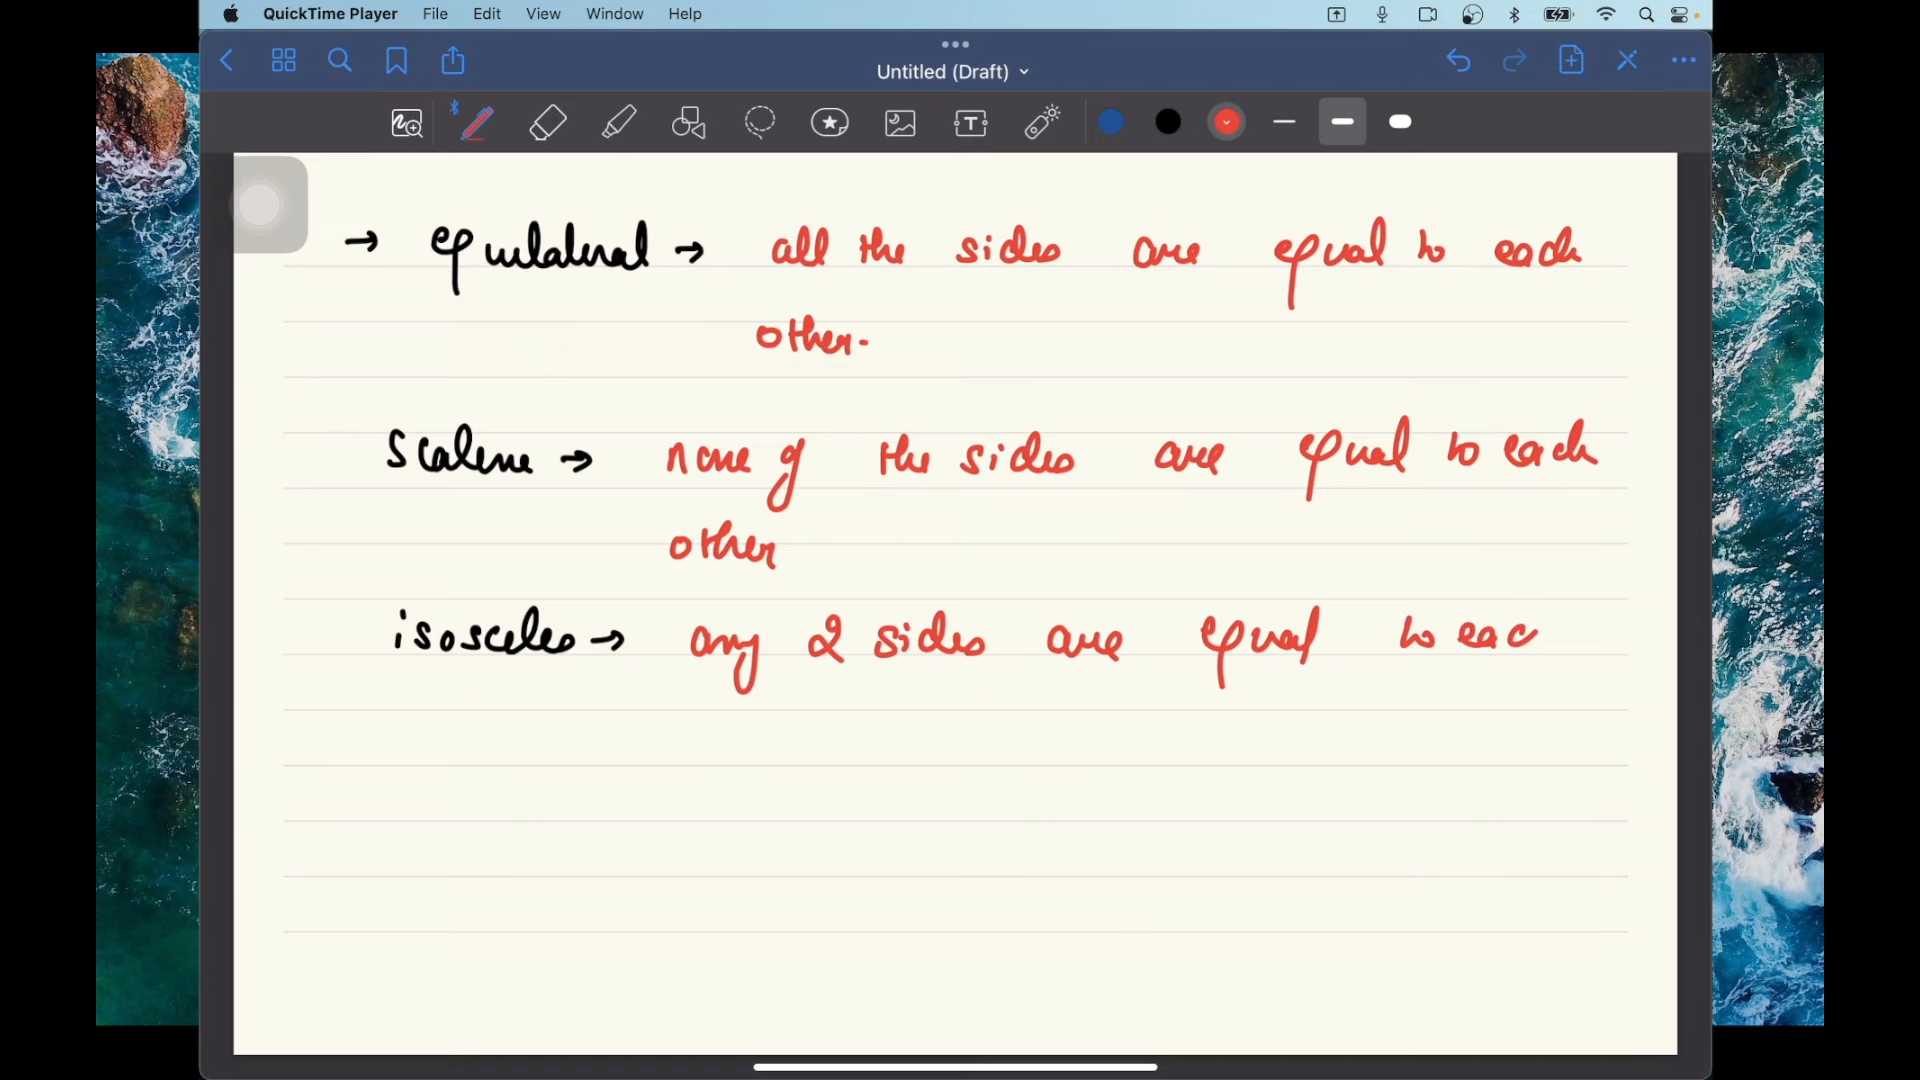 QuickTime Player File Edit View Window Help
Untitled (Draft)
T
→ equilateral → all the sides are equal to each
other.
Scalene → none of the sides are equal to each
other
isosceles → any 2 sides are equal to eac